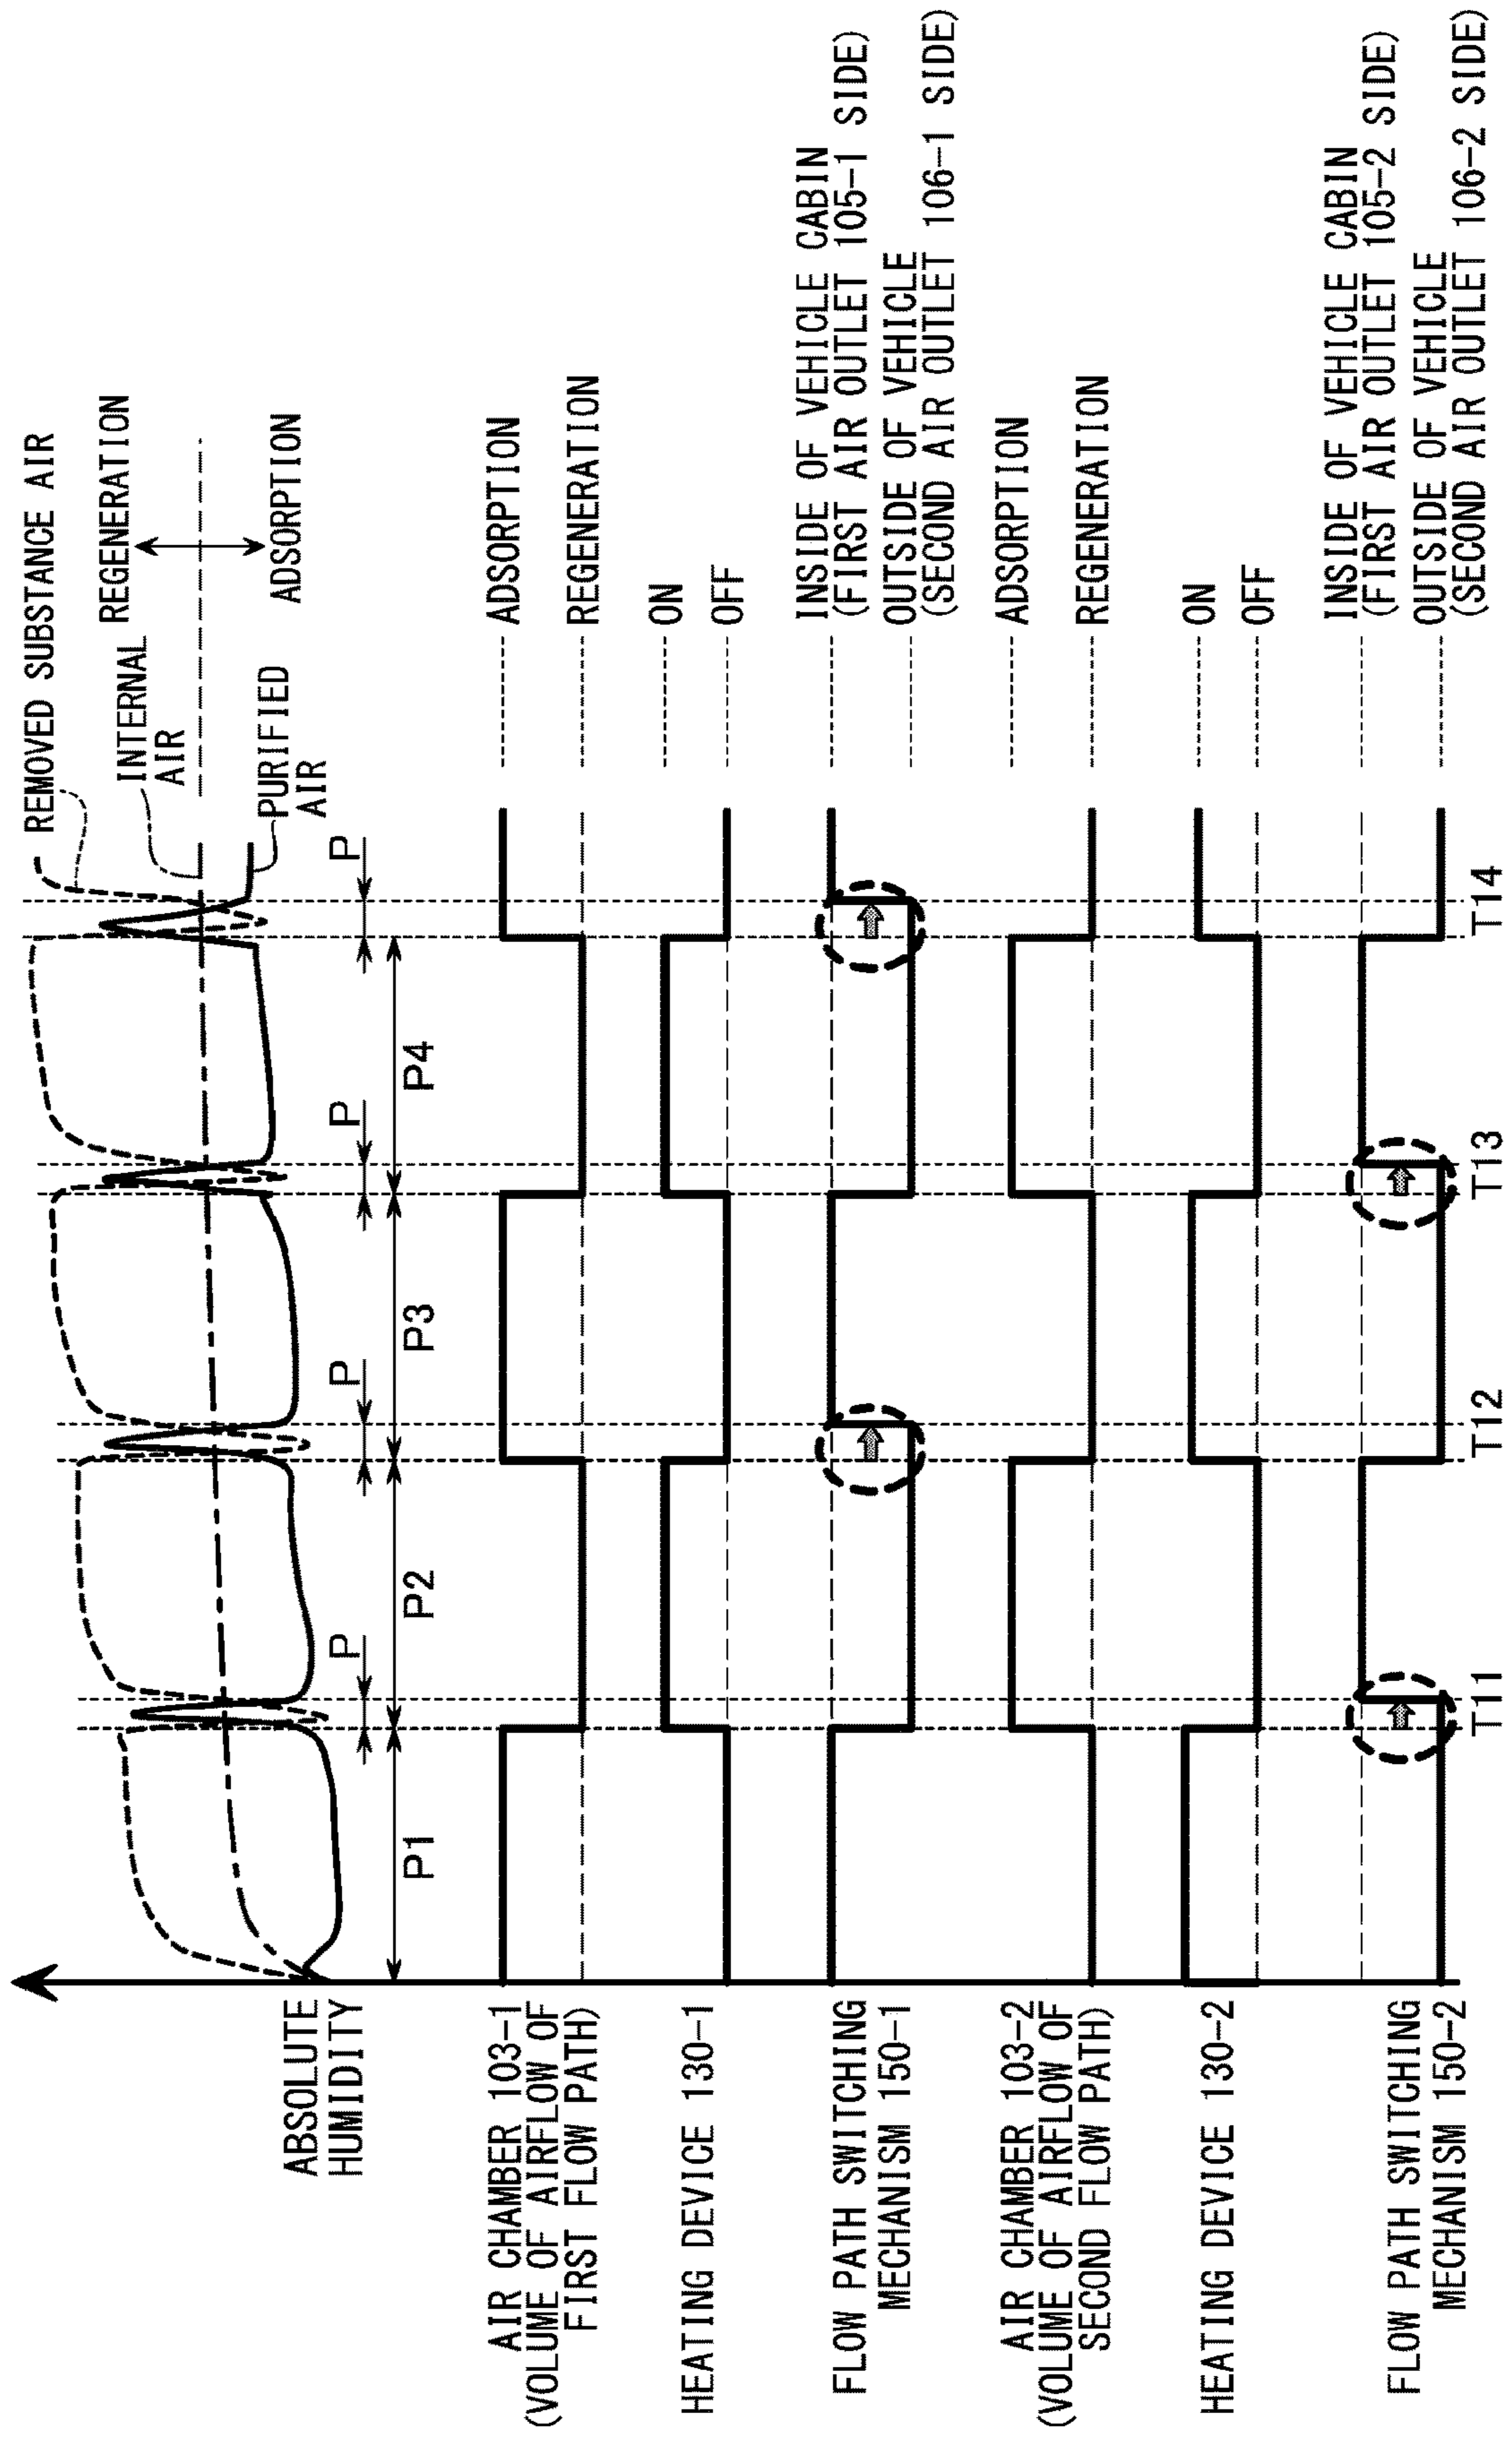 REMOVED SUBSTANCE AIR
REGENERATION
INTERNAL
AIR
PURIFIED
AIR
ADSORPTION
ABSOLUTE
HUMIDITY
P
P
P
P
P1
P2
P3
P4
AIR CHAMBER 103-1
(VOLUME OF AIRFLOW OF
FIRST FLOW PATH)
ADSORPTION
REGENERATION
HEATING DEVICE 130-1
ON
OFF
FLOW PATH SWITCHING
MECHANISM 150-1
INSIDE OF VEHICLE CABIN
(FIRST AIR OUTLET 105-1 SIDE)
OUTSIDE OF VEHICLE
(SECOND AIR OUTLET 106-1 SIDE)
AIR CHAMBER 103-2
(VOLUME OF AIRFLOW OF
SECOND FLOW PATH)
ADSORPTION
REGENERATION
HEATING DEVICE 130-2
ON
OFF
FLOW PATH SWITCHING
MECHANISM 150-2
INSIDE OF VEHICLE CABIN
(FIRST AIR OUTLET 105-2 SIDE)
OUTSIDE OF VEHICLE
(SECOND AIR OUTLET 106-2 SIDE)
T11
T12
T13
T14